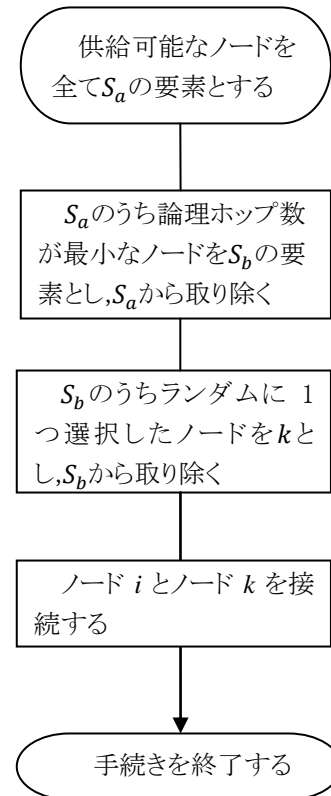 供給可能なノードを
全てS_aの要素とする
S_aのうち論理ホップ数
が最小なノードをS_bの要
素とし,S_aから取り除く
S_bのうちランダムに 1
つ選択したノードをkと
し,S_bから取り除く
ノード i とノード k を接
続する
手続きを終了する